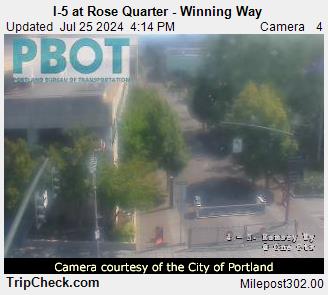 I-5 at Rose Quarter - Winning Way
Updated Jul 25 2024 4:14 PM Camera 4
PBOT
PORTLAND BUREAU OF TRANSPORTATION
Camera courtesy of the City of Portland
TripCheck.com Milepost302.00